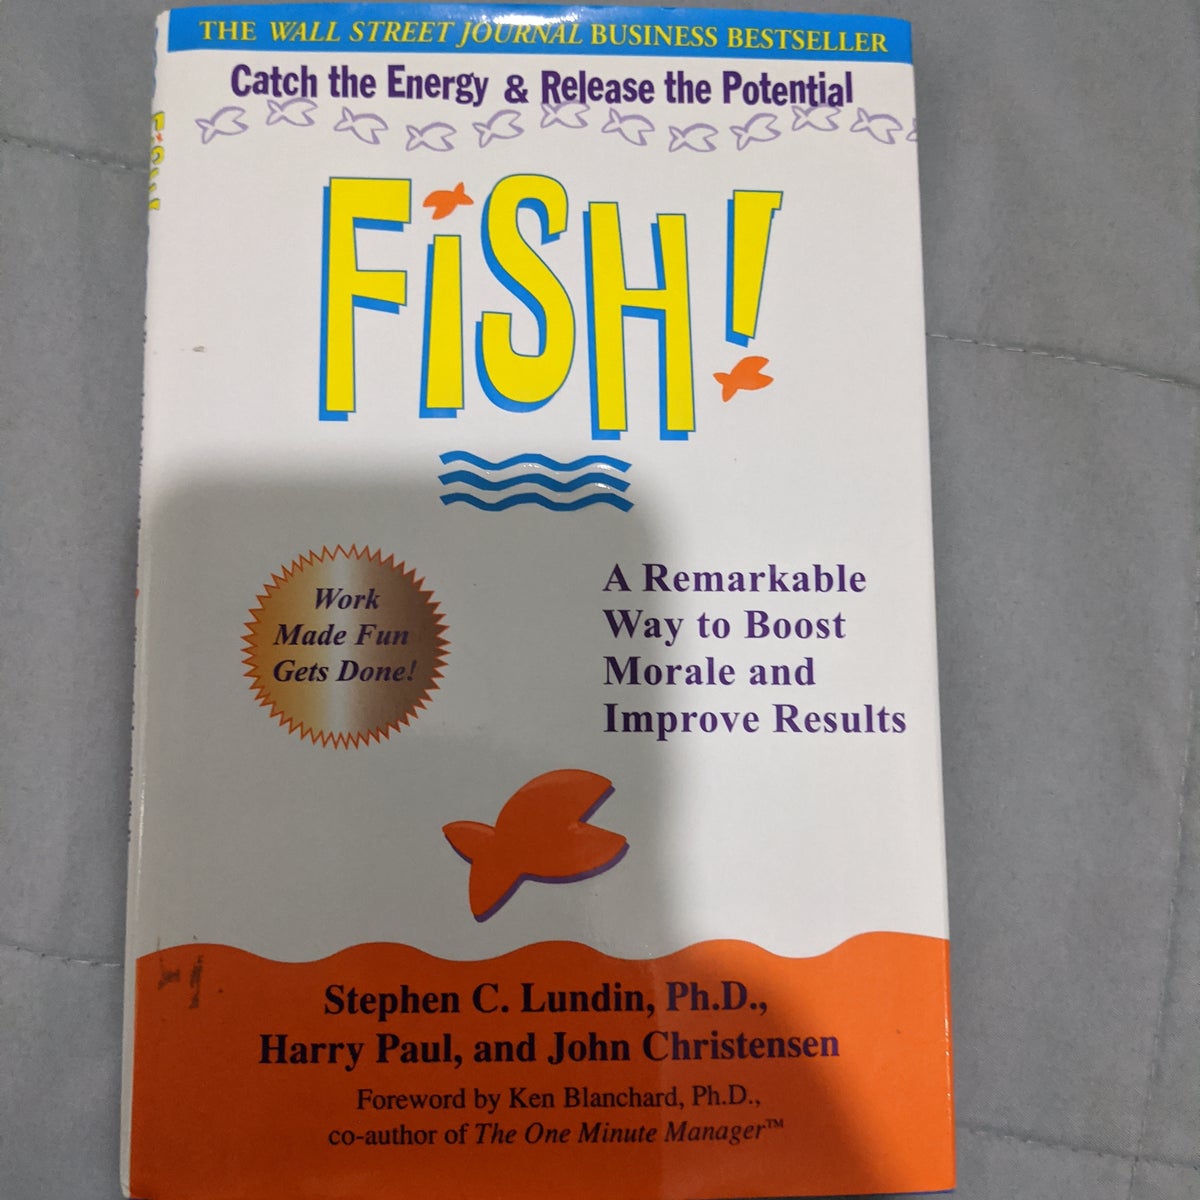 THE WALL STREET JOURNAL BUSINESS BESTSELLER
Catch the Energy & Release the Potential
FiSH!
Work
Made Fun
Gets Done!
A Remarkable
Way to Boost
Morale and
Improve Results
Stephen C. Lundin, Ph.D.,
Harry Paul, and John Christensen
Foreword by Ken Blanchard, Ph.D.,
co-author of The One Minute Manager™